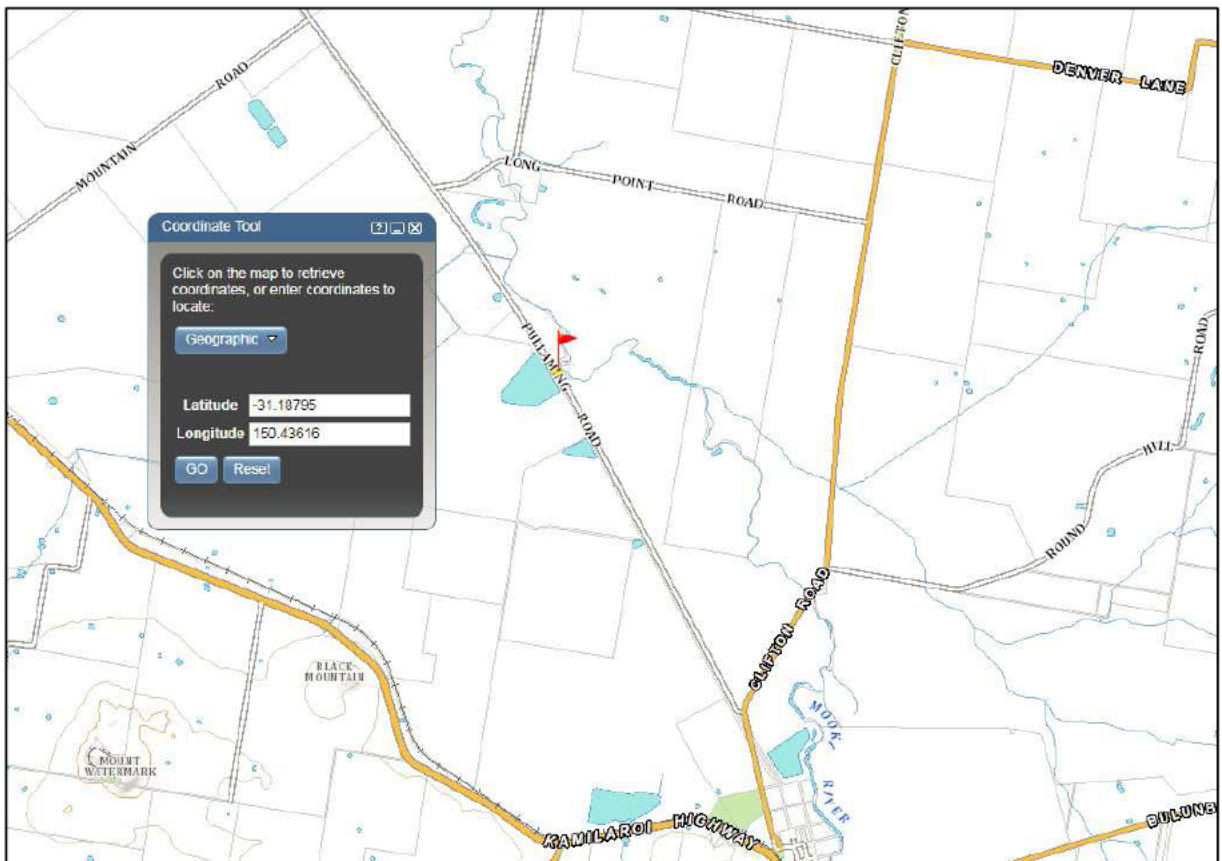 CLIFTON
DENVER LANE
MOUNTAIN ROAD
LONG POINT ROAD
Coordinate Tool
Click on the map to retrieve
coordinates, or enter coordinates to
locate:
Geographic
Latitude -31.18795
Longitude 150.43616
GO Reset
PULLAMING ROAD
ROUND HILL ROAD
CLIFTON ROAD
BLACK
MOUNTAIN
MOUNT
WATERMARK
MOOKI RIVER
KAMILAROI HIGHWAY
BULUNB